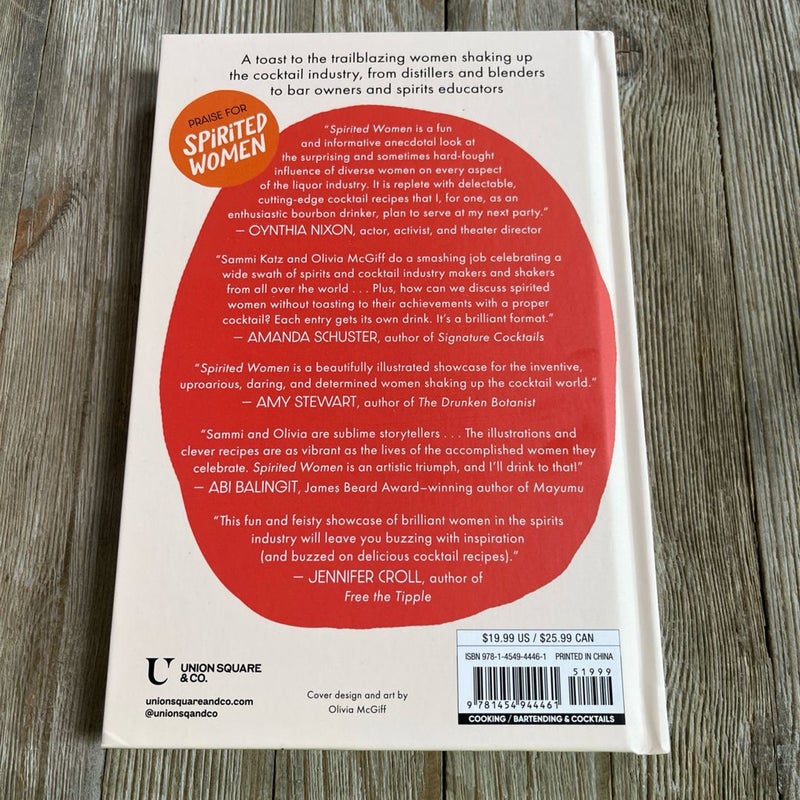 A toast to the trailblazing women shaking up
the cocktail industry, from distillers and blenders
to bar owners and spirits educators
PRAISE FOR
SPIRITED
WOMEN
“Spirited Women is a fun
and informative anecdotal look at
the surprising and sometimes hard-fought
influence of diverse women on every aspect
of the liquor industry. It is replete with delectable,
cutting-edge cocktail recipes that I, for one, as an
enthusiastic bourbon drinker, plan to serve at my next party.”
— CYNTHIA NIXON, actor, activist, and theater director
“Sammi Katz and Olivia McGiff do a smashing job celebrating a
wide swath of spirits and cocktail industry makers and shakers
from all over the world . . . Plus, how can we discuss spirited
women without toasting to their achievements with a proper
cocktail? Each entry gets its own drink. It’s a brilliant format.”
— AMANDA SCHUSTER, author of Signature Cocktails
“Spirited Women is a beautifully illustrated showcase for the inventive,
uproarious, daring, and determined women shaking up the cocktail world.”
— AMY STEWART, author of The Drunken Botanist
“Sammi and Olivia are sublime storytellers . . . The illustrations and
clever recipes are as vibrant as the lives of the accomplished women they
celebrate. Spirited Women is an artistic triumph, and I’ll drink to that!”
— ABI BALINGIT, James Beard Award–winning author of Mayumu
“This fun and feisty showcase of brilliant women in the spirits
industry will leave you buzzing with inspiration
(and buzzed on delicious cocktail recipes).”
— JENNIFER CROLL, author of
Free the Tipple
U UNION SQUARE
& CO.
unionsquareandco.com
@unionsqandco
Cover design and art by
Olivia McGiff
$19.99 US / $25.99 CAN
ISBN 978-1-4549-4446-1 PRINTED IN CHINA
51999
9 781454 944461
COOKING / BARTENDING & COCKTAILS